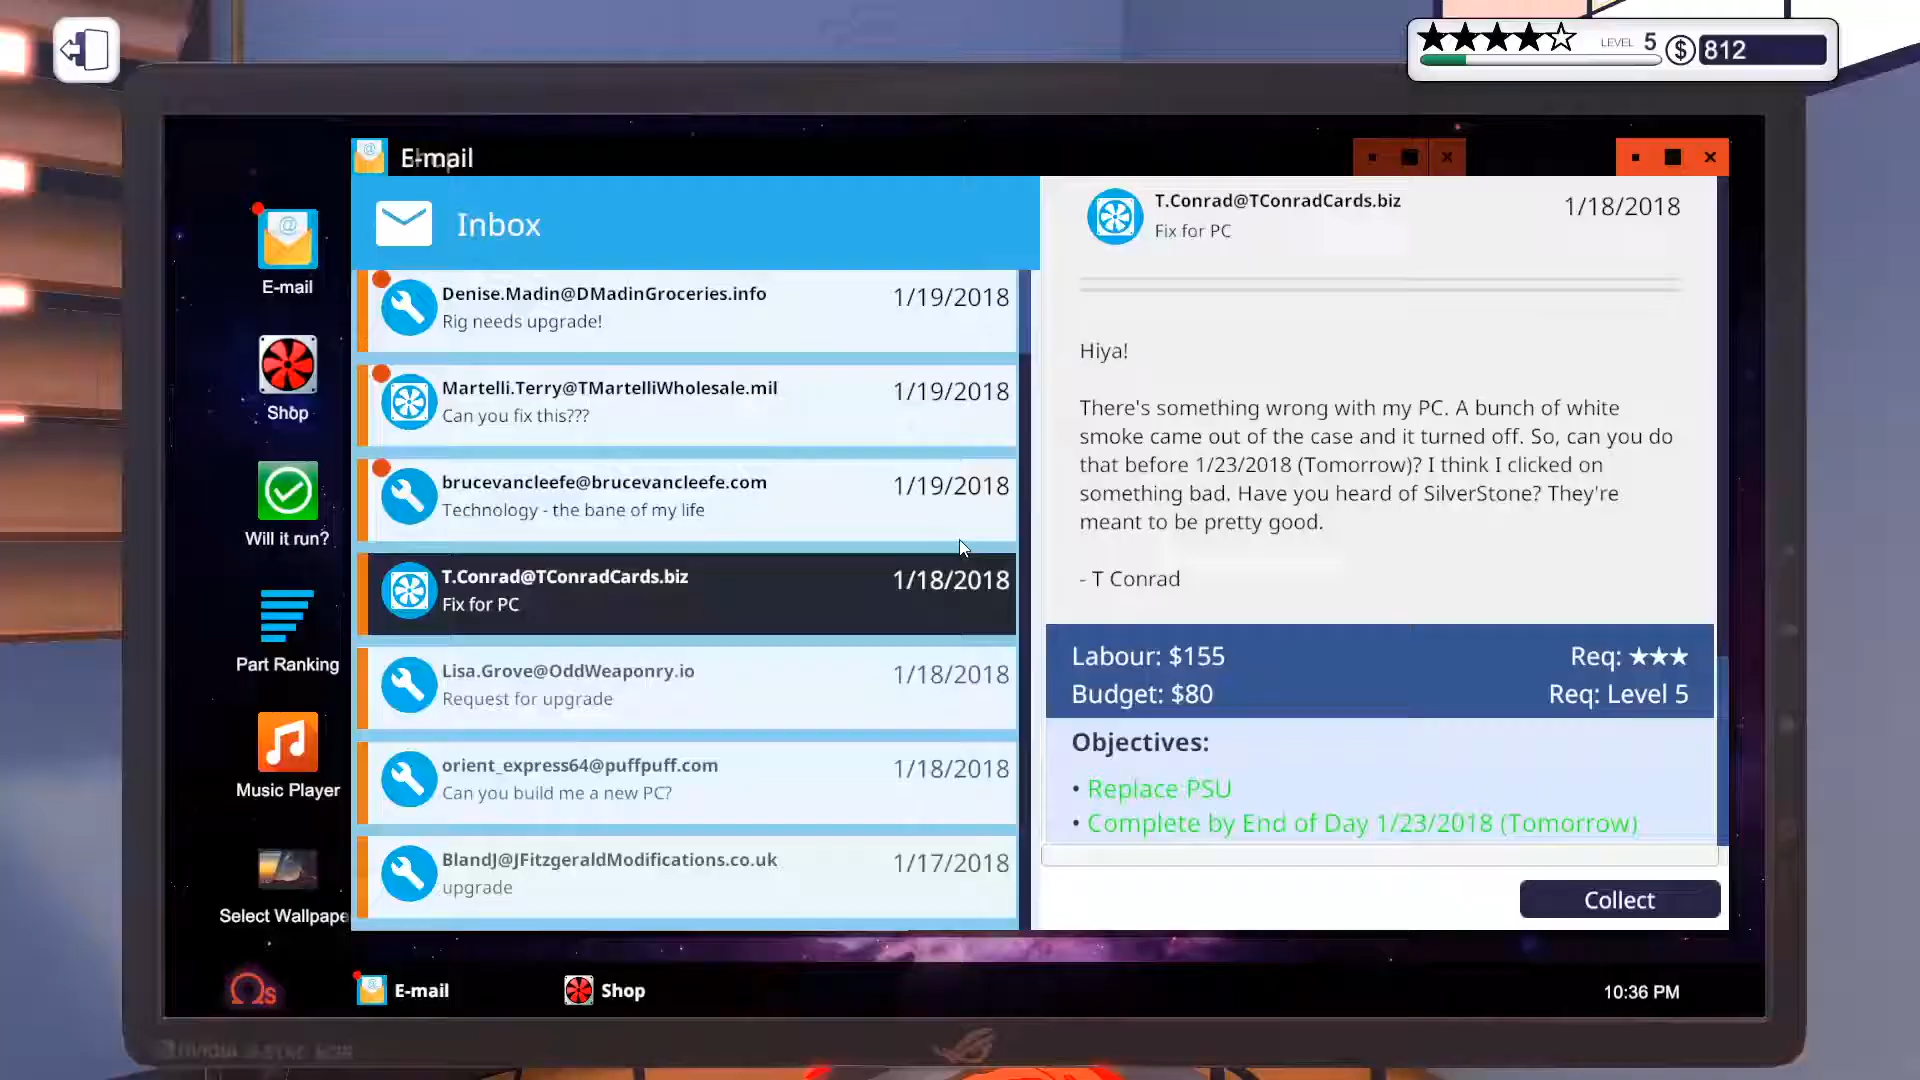 LEVEL 5 $ 812
E-mail
Inbox
Denise.Madin@DMadinGroceries.info 1/19/2018
Rig needs upgrade!
Martelli.Terry@TMartelliWholesale.mil 1/19/2018
Can you fix this???
brucevancleefe@brucevancleefe.com 1/19/2018
Technology - the bane of my life
T.Conrad@TConradCards.biz 1/18/2018
Fix for PC
Lisa.Grove@OddWeaponry.io 1/18/2018
Request for upgrade
orient_express64@puffpuff.com 1/18/2018
Can you build me a new PC?
BlandJ@JFitzgeraldModifications.co.uk 1/17/2018
upgrade
T.Conrad@TConradCards.biz 1/18/2018
Fix for PC
Hiya!
There's something wrong with my PC. A bunch of white
smoke came out of the case and it turned off. So, can you do
that before 1/23/2018 (Tomorrow)? I think I clicked on
something bad. Have you heard of SilverStone? They're
meant to be pretty good.
- T Conrad
Labour: $155 Req: ★★★
Budget: $80 Req: Level 5
Objectives:
• Replace PSU
• Complete by End of Day 1/23/2018 (Tomorrow)
Collect
E-mail
Shop
Will it run?
Part Ranking
Music Player
Select Wallpape
Ωs E-mail Shop 10:36 PM